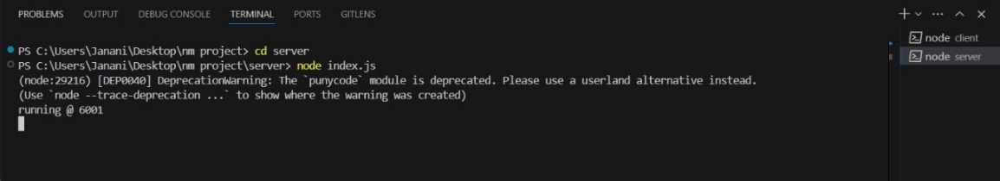 PROBLEMS OUTPUT DEBUG CONSOLE TERMINAL PORTS GITLENS
node client
PS C:\Users\Janani\Desktop\nm project> cd server
node server
PS C:\Users\Janani\Desktop\nm project\server> node index.js
(node:29216) [DEP0040] DeprecationWarning: The `punycode` module is deprecated. Please use a userland alternative instead.
(Use `node --trace-deprecation ...` to show where the warning was created)
running @ 6001